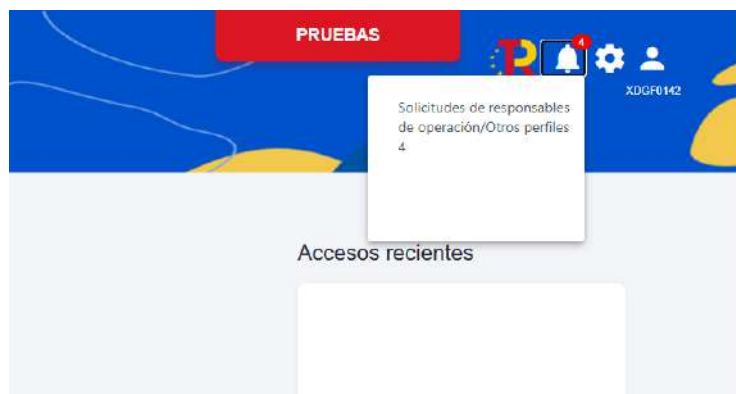 PRUEBAS
R
4
XDGF0142
Solicitudes de responsables
de operación/Otros perfiles
4
Accesos recientes